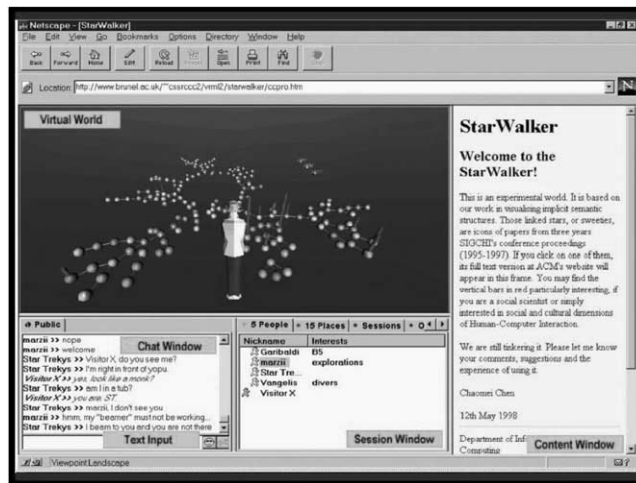 Netscape - [StarWalker]
File Edit View Go Bookmarks Options Directory Window Help
Back Forward Home Edit Reload Open Print Find
Location: http://www.brunel.ac.uk/~cssrccc2/vrml2/starwalker/ccpro.htm
Virtual World
StarWalker
Welcome to the
StarWalker!
This is an experimental world. It is based on
our work in visualising implicit semantic
structures. Those linked stars, or sweeties,
are icons of papers from three years
SIGCHI's conference proceedings
(1995-1997). If you click on one of them,
its full text version at ACM's website will
appear in this frame. You may find the
vertical bars in red particularly interesting, if
you are a social scientist or simply
interested in social and cultural dimensions
of Human-Computer Interaction.
We are still tinkering it. Please let me know
your comments, suggestions and the
experience of using it.
Chaomei Chen
12th May 1998
Department of
Computing
Content Window
Public
marzii >> nope
marzii >> welcome
Star Trekys >> Visitor X, do you see me?
Star Trekys >> I'm right in front of yopu.
Visitor X >> yes, look like a monk?
Star Trekys >> am I in a tub?
Visitor X >> you are, ST.
Star Trekys >> marzii, I don't see you
marzii >> hmm, my "beamer" must not be working...
Star Trekys >> I beam to you and you are not there
Chat Window
Text Input
5 People 15 Places Sessions
Nickname Interests
Garibaldi B5
marzii explorations
Star Tre...
Vangelis divers
Visitor X
Session Window
Viewpoint:Landscape